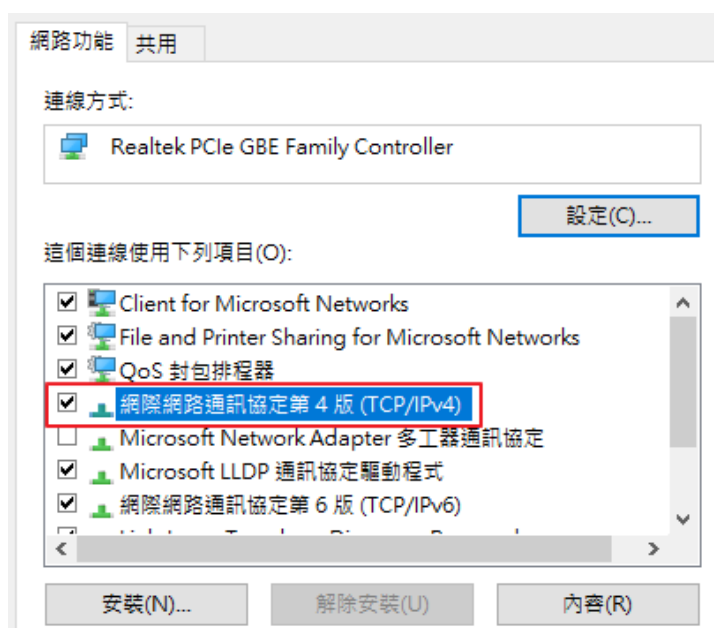 網路功能 共用
連線方式:
Realtek PCIe GBE Family Controller
設定(C)...
這個連線使用下列項目(O):
Client for Microsoft Networks
File and Printer Sharing for Microsoft Networks
QoS 封包排程器
網際網路通訊協定第 4 版 (TCP/IPv4)
Microsoft Network Adapter 多工器通訊協定
Microsoft LLDP 通訊協定驅動程式
網際網路通訊協定第 6 版 (TCP/IPv6)
安裝(N)... 解除安裝(U) 內容(R)